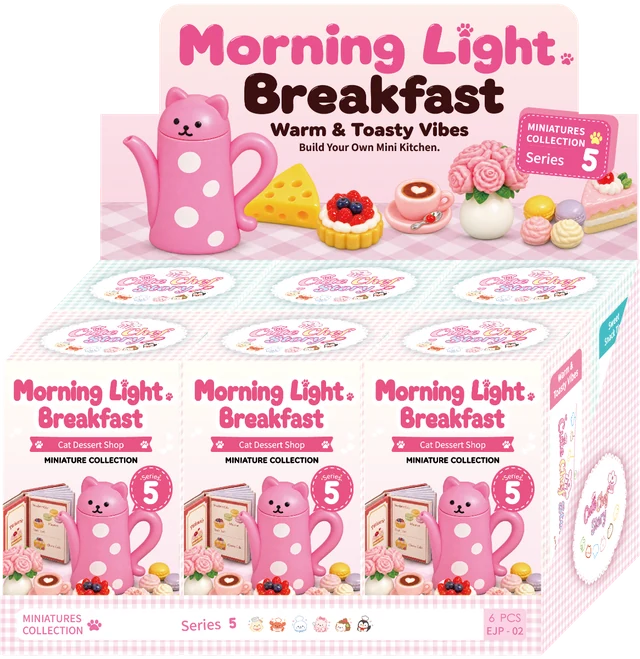 Morning Light
Breakfast
Warm & Toasty Vibes
Build Your Own Mini Kitchen.
MINIATURES
COLLECTION
Series 5
Morning Light
Breakfast
Cat Dessert Shop
MINIATURE COLLECTION
Series
5
Morning Light
Breakfast
Cat Dessert Shop
MINIATURE COLLECTION
Series
5
Morning Light
Breakfast
Cat Dessert Shop
MINIATURE COLLECTION
Series
5
Warm &
Toasty Vibes
MINIATURES
COLLECTION
Series 5
6 PCS
EJP - 02